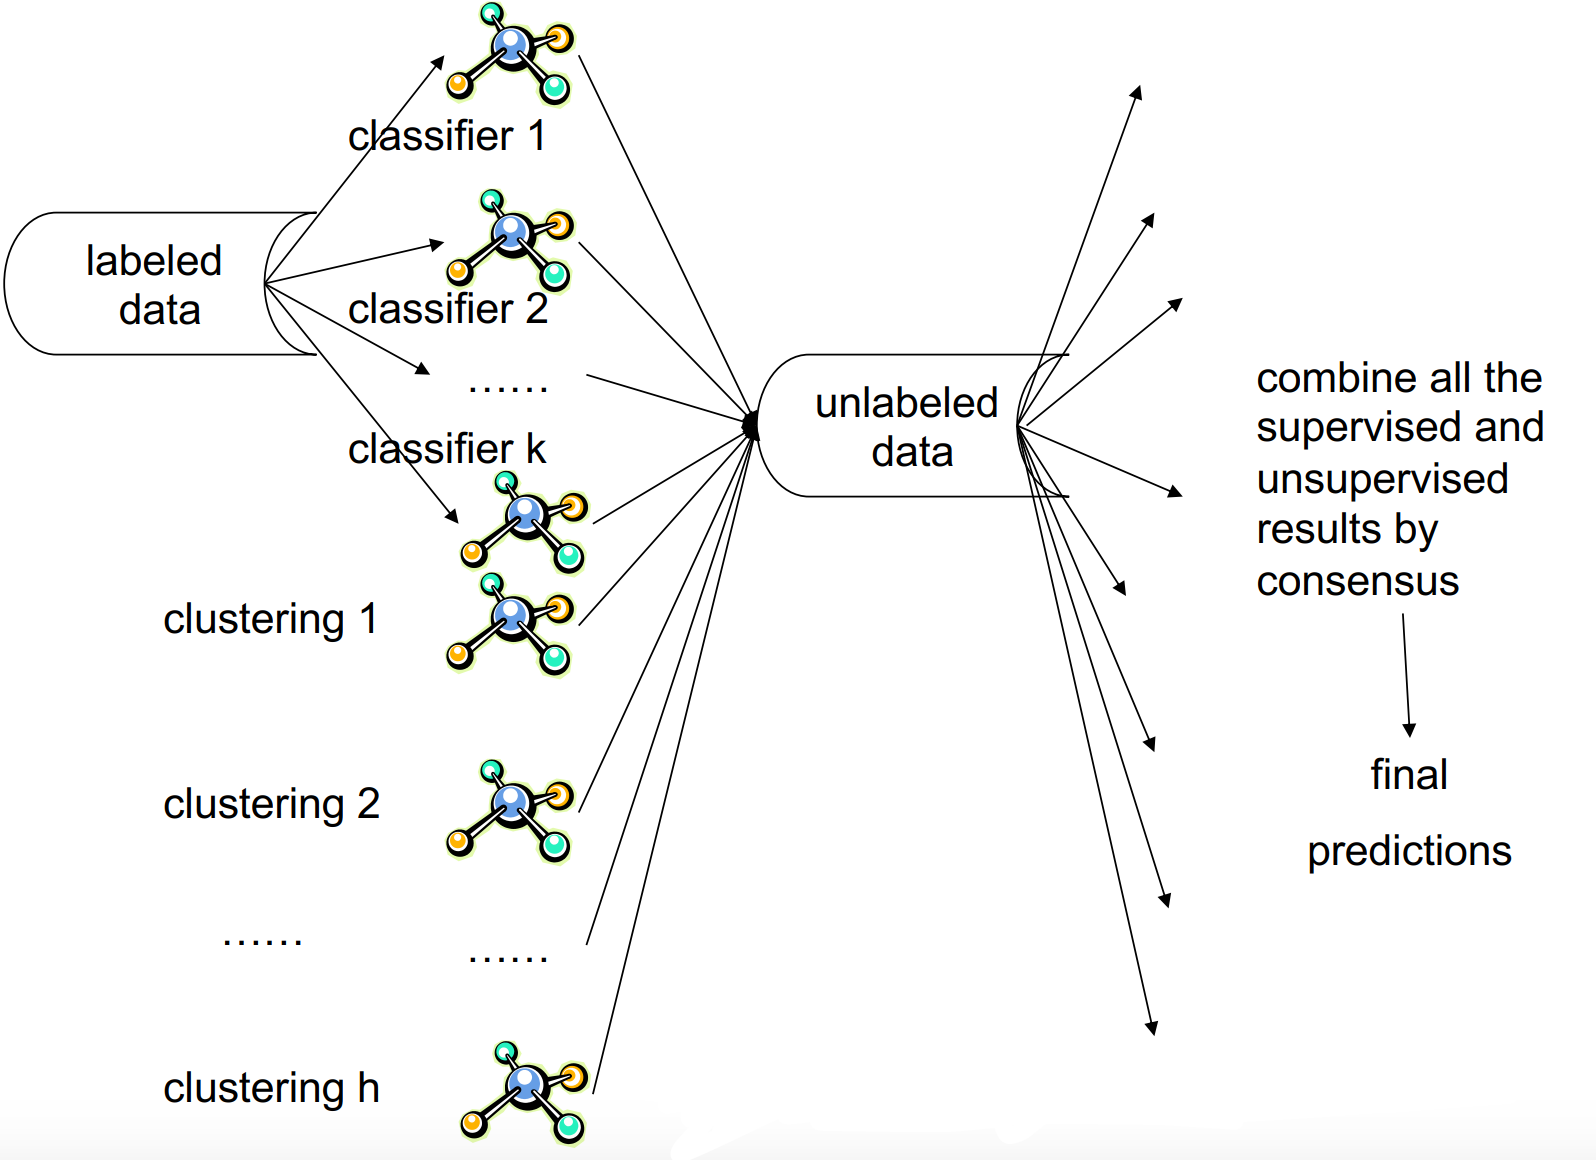 classifier 1
labeled
data
classifier 2
......
classifier k
clustering 1
clustering 2
......
......
clustering h
unlabeled
data
combine all the
supervised and
unsupervised
results by
consensus
final
predictions